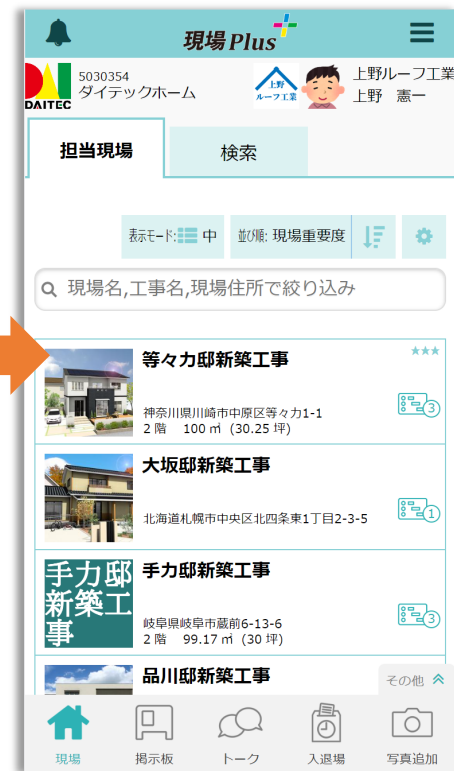 現場Plus
DAITEC
5030354
ダイテックホーム
上野
ルーフ工業
上野ルーフ工業
上野 憲一
担当現場
検索
表示モード: 中
並び順: 現場重要度
現場名,工事名,現場住所で絞り込み
等々力邸新築工事
★★★
神奈川県川崎市中原区等々力1-1
2 階 100 ㎡ (30.25 坪)
3
大坂邸新築工事
北海道札幌市中央区北四条東1丁目2-3-5
1
手力邸
新築工
事
手力邸新築工事
岐阜県岐阜市蔵前6-13-6
2 階 99.17 ㎡ (30 坪)
3
品川邸新築工事
その他
現場
掲示板
トーク
入退場
写真追加